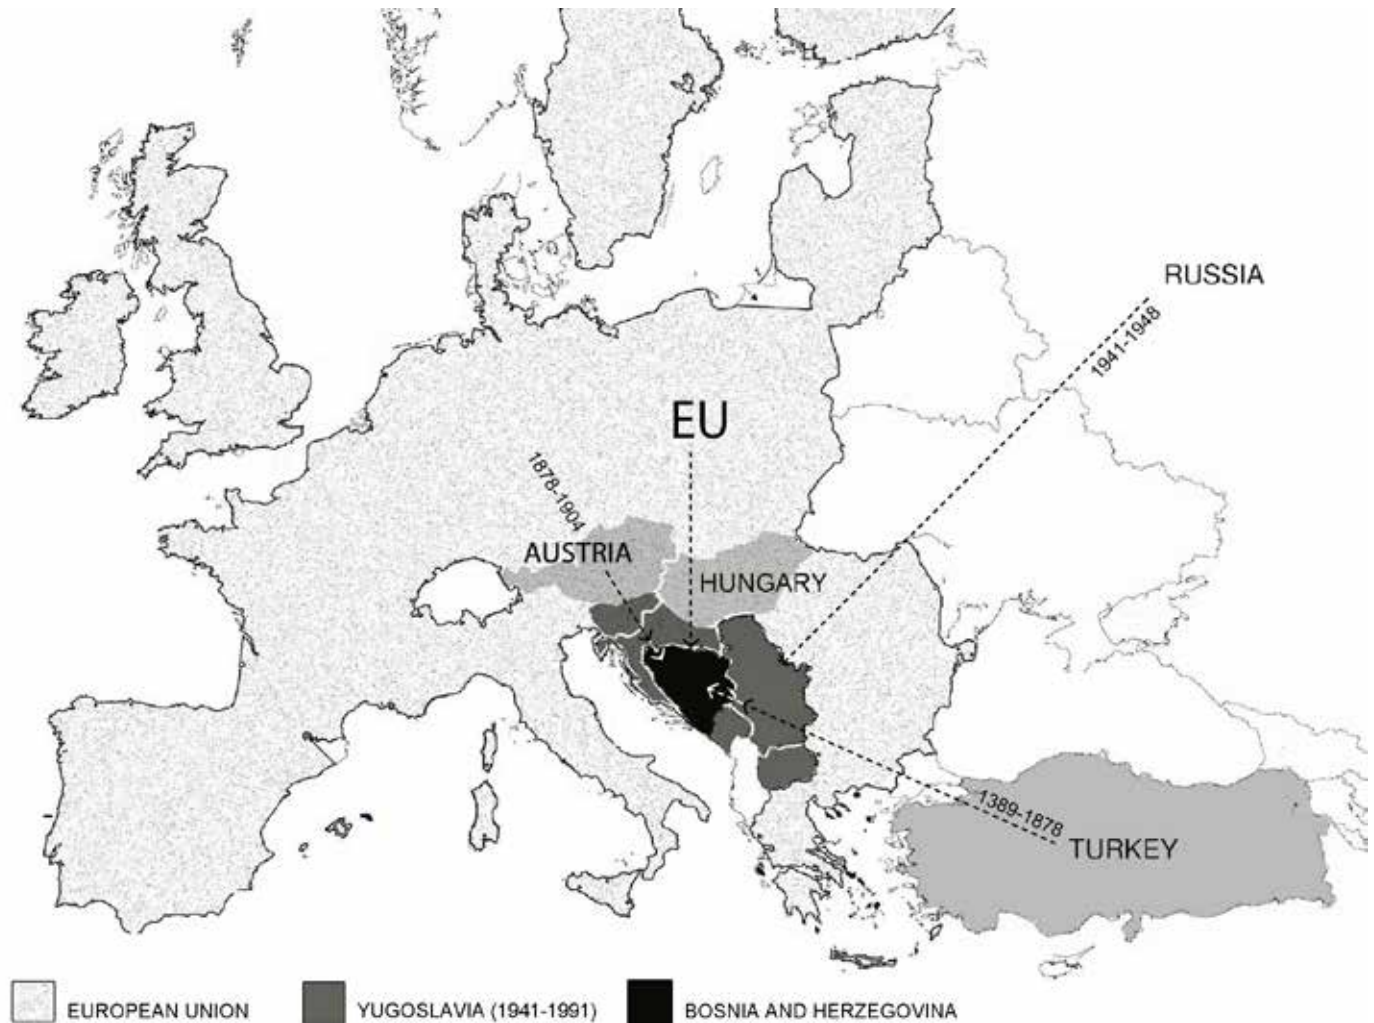 RUSSIA
1941-1948
EU
1878-1904
AUSTRIA
HUNGARY
1389-1878
TURKEY
EUROPEAN UNION
YUGOSLAVIA (1941-1991)
BOSNIA AND HERZEGOVINA